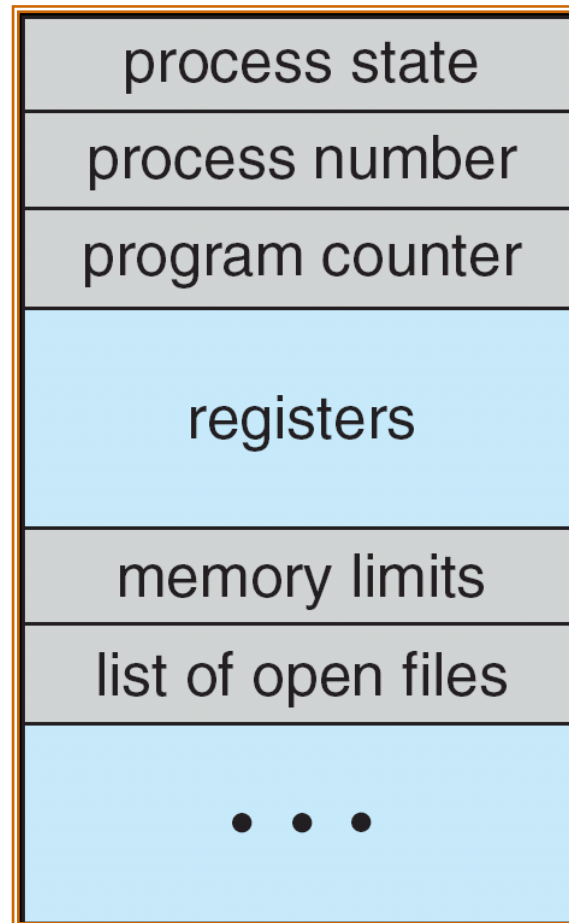 process state
process number
program counter
registers
memory limits
list of open files
• • •